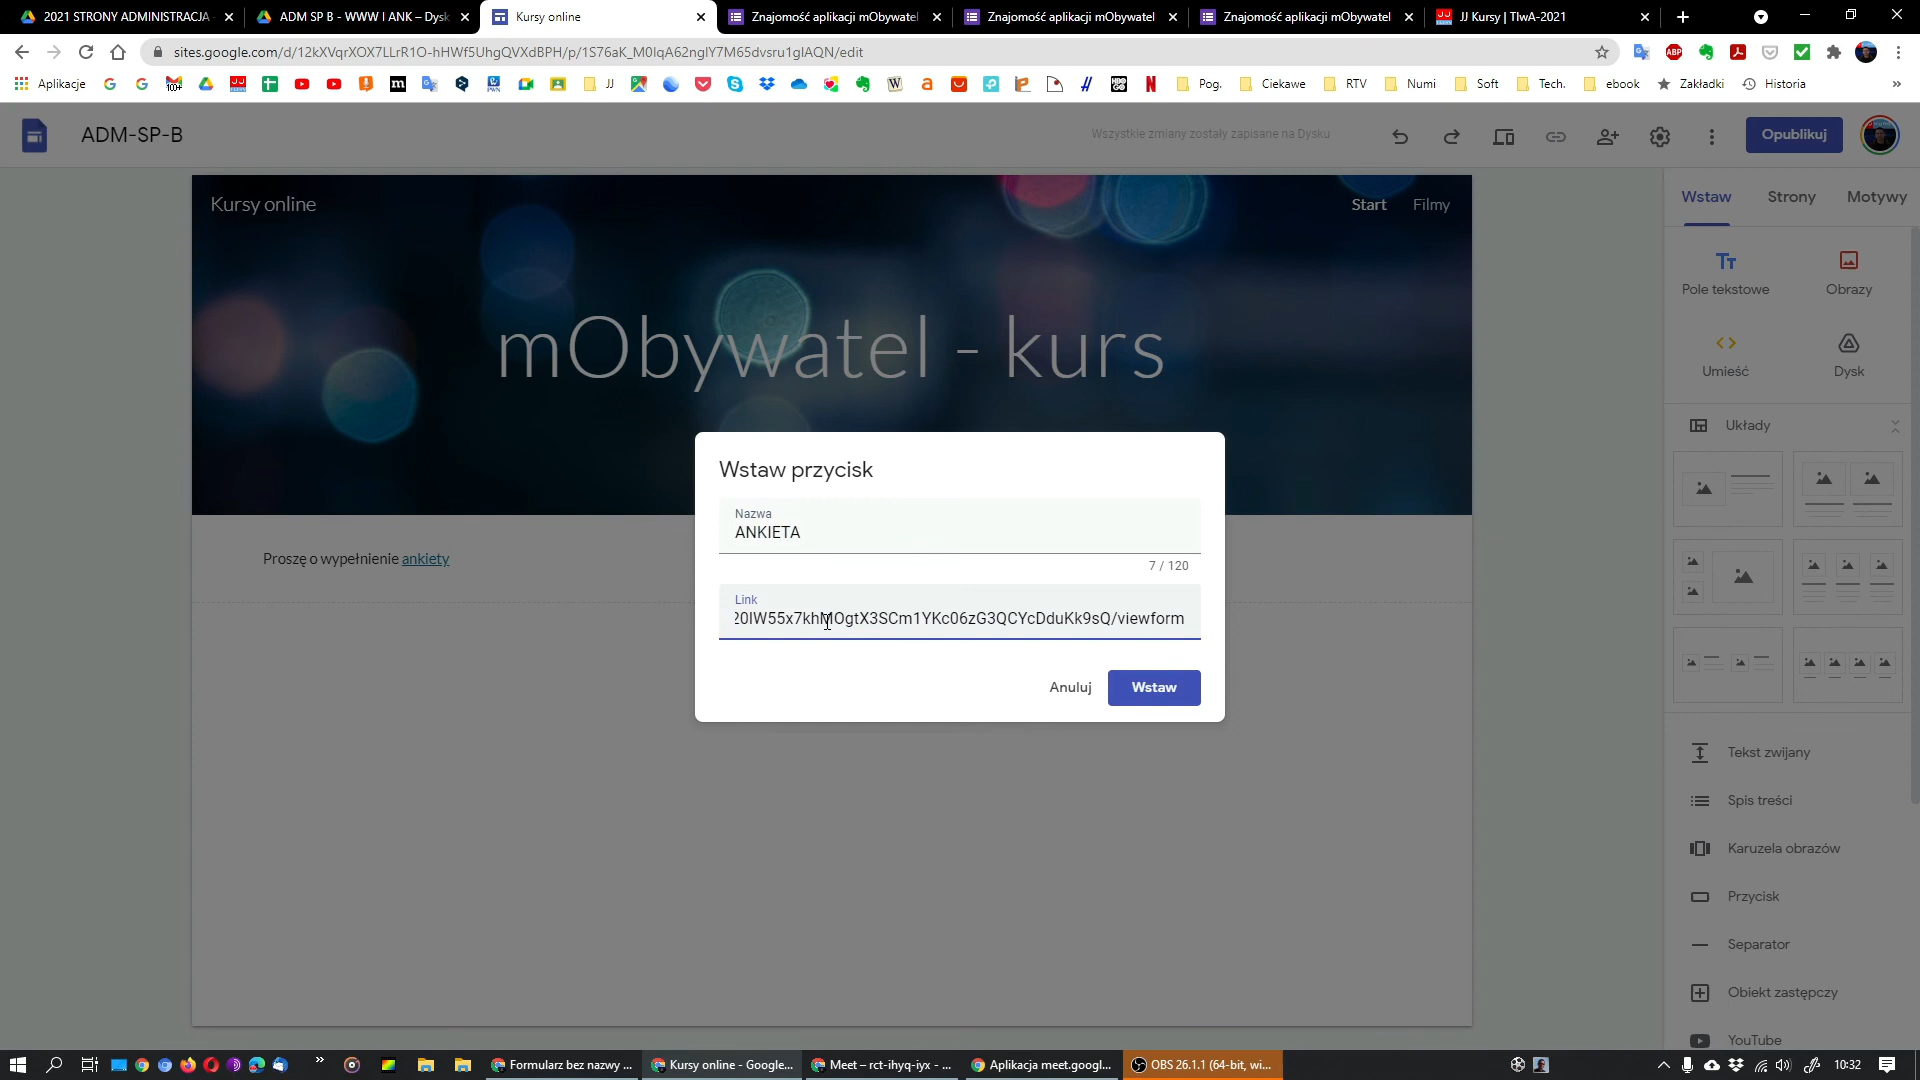 2021 STRONY ADMINISTRACJA
ADM SP B - WWW I ANK – Dysk
Kursy online
Znajomość aplikacji mObywatel
Znajomość aplikacji mObywatel
Znajomość aplikacji mObywatel
JJ Kursy | TIwA-2021
sites.google.com/d/12kXVqrXOX7LLrR1O-hHWf5UhgQVXdBPH/p/1S76aK_M0IqA62ngIY7M65dvsru1gIAQN/edit
Aplikacje
JJ
Pog.
Ciekawe
RTV
Numi
Soft
Tech.
ebook
Zakładki
Historia
ADM-SP-B
Wszystkie zmiany zostały zapisane na Dysku
Opublikuj
Kursy online
Start
Filmy
mObywatel - kurs
Proszę o wypełnienie ankiety
Wstaw przycisk
Nazwa
ANKIETA
7 / 120
Link
20IW55x7khMOgtX3SCm1YKc06zG3QCYcDduKk9sQ/viewform
Anuluj
Wstaw
Wstaw
Strony
Motywy
Pole tekstowe
Obrazy
Umieść
Dysk
Układy
Tekst zwijany
Spis treści
Karuzela obrazów
Przycisk
Separator
Obiekt zastępczy
YouTube
Formularz bez nazwy ...
Kursy online - Google...
Meet – rct-ihyq-iyx - ...
Aplikacja meet.googl...
OBS 26.1.1 (64-bit, wi...
10:32